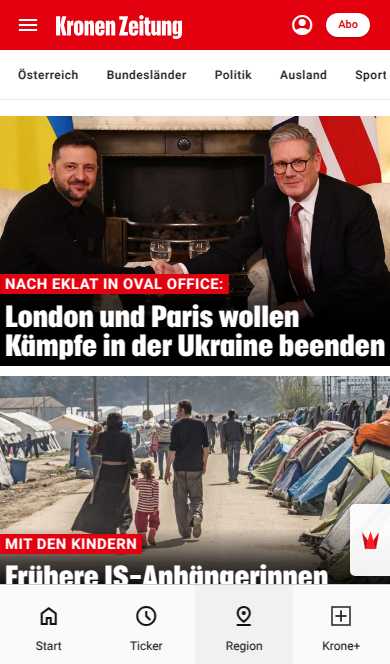 Kronen Zeitung
Abo
Österreich Bundesländer Politik Ausland Sport
NACH EKLAT IN OVAL OFFICE:
London und Paris wollen
Kämpfe in der Ukraine beenden
MIT DEN KINDERN
Frühere IS-Anhängerinnen
Start Ticker Region Krone+